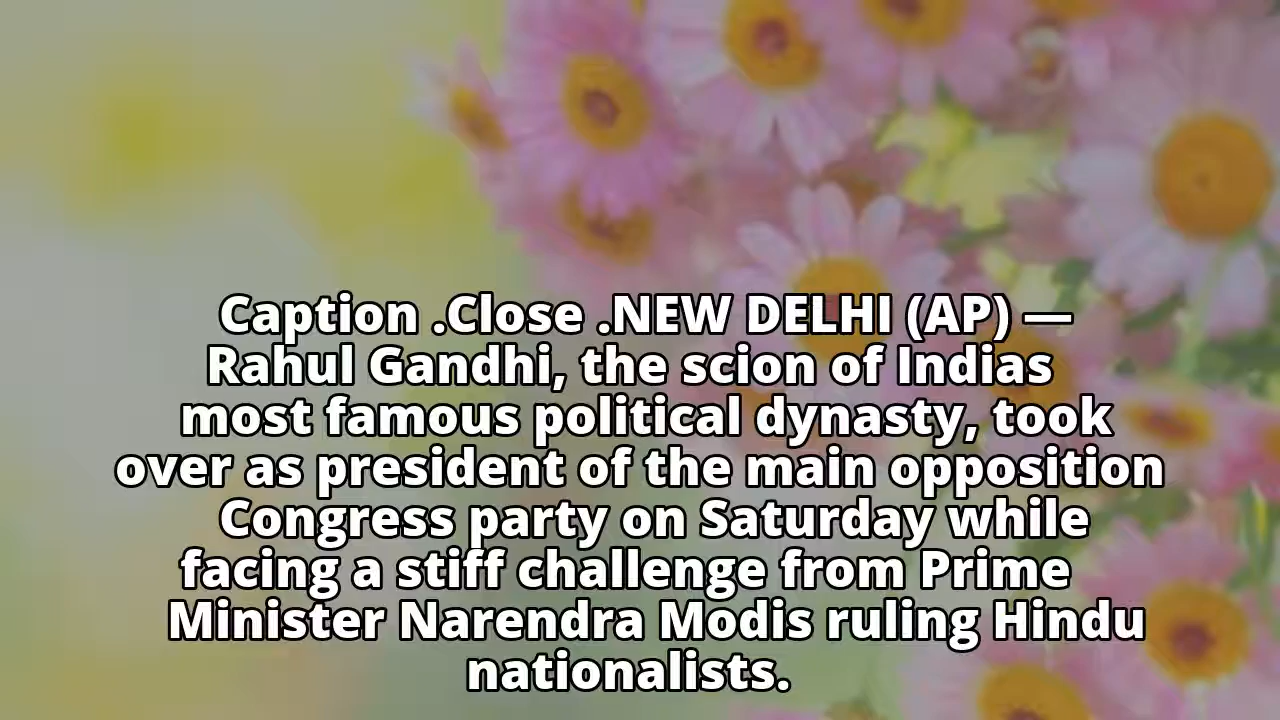 Caption .Close .NEW DELHI (AP) —
Rahul Gandhi, the scion of Indias
most famous political dynasty, took
over as president of the main opposition
Congress party on Saturday while
facing a stiff challenge from Prime
Minister Narendra Modis ruling Hindu
nationalists.